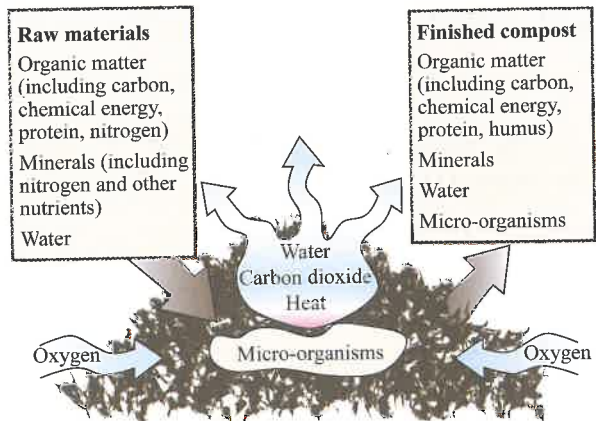 Raw materials
Organic matter
(including carbon,
chemical energy,
protein, nitrogen)
Minerals (including
nitrogen and other
nutrients)
Water
Finished compost
Organic matter
(including carbon,
chemical energy,
protein, humus)
Minerals
Water
Micro-organisms
Water
Carbon dioxide
Heat
Oxygen
Micro-organisms
Oxygen